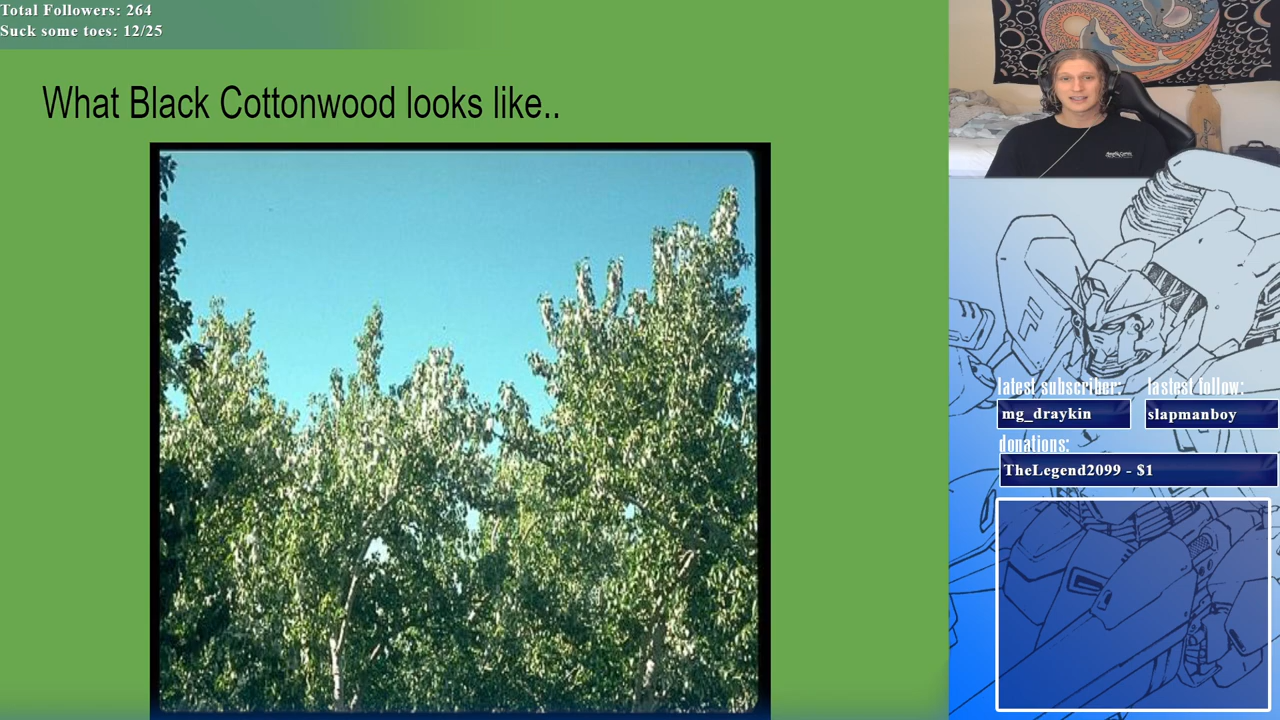 Total Followers: 264
Suck some toes: 12/25
What Black Cottonwood looks like..
latest subscriber:
lastest follow:
mg_draykin
slapmanboy
donations:
TheLegend2099 - $1